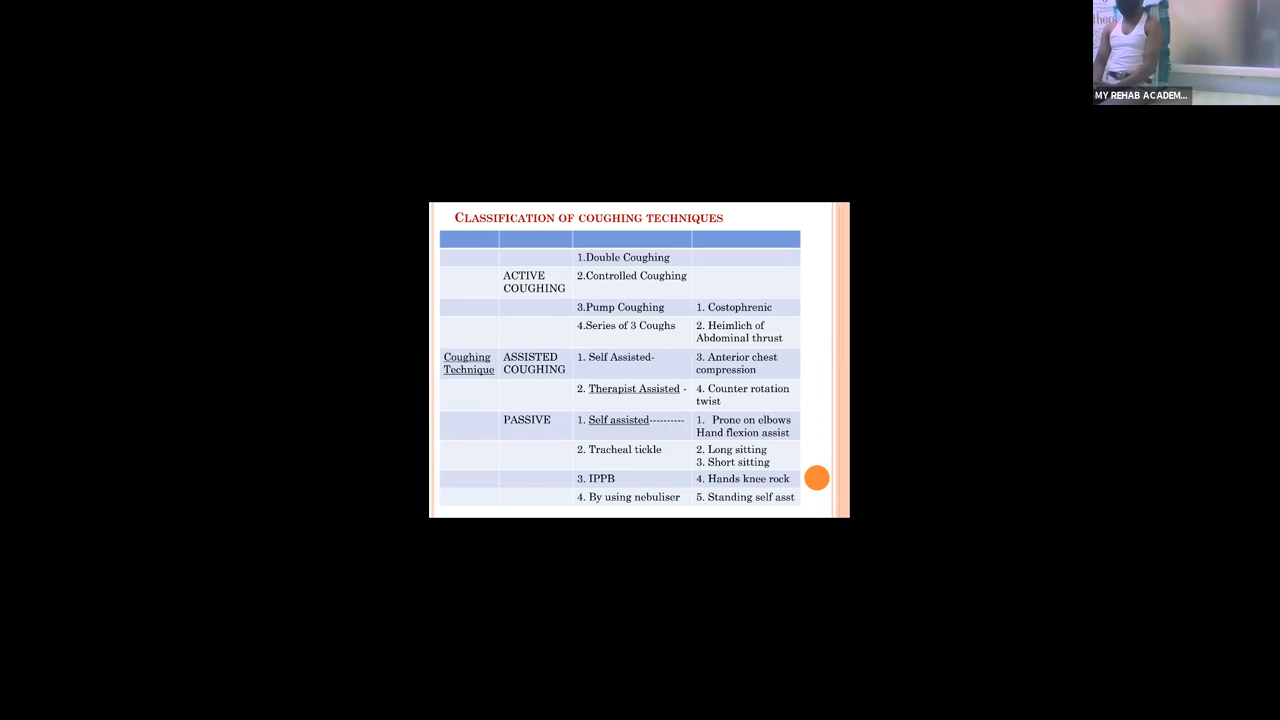 there
MY REHAB ACADEM...
CLASSIFICATION OF COUGHING TECHNIQUES
1.Double Coughing
ACTIVE
COUGHING
2.Controlled Coughing
3.Pump Coughing
1. Costophrenic
4.Series of 3 Coughs
2. Heimlich of
Abdominal thrust
Coughing
Technique
ASSISTED
COUGHING
1. Self Assisted-
3. Anterior chest
compression
2. Therapist Assisted -
4. Counter rotation
twist
PASSIVE
1. Self assisted----------
1. Prone on elbows
Hand flexion assist
2. Tracheal tickle
2. Long sitting
3. Short sitting
3. IPPB
4. Hands knee rock
4. By using nebuliser
5. Standing self asst